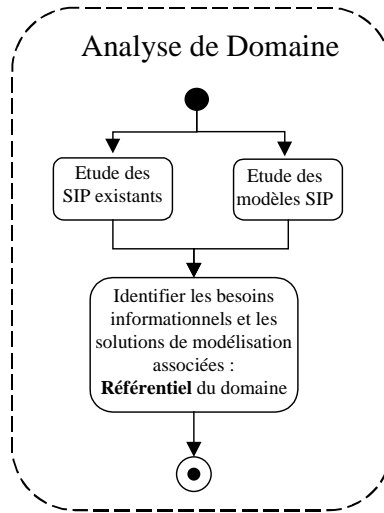 Analyse de Domaine
Etude des
SIP existants
Etude des
modèles SIP
Identifier les besoins
informationnels et les
solutions de modélisation
associées :
Référentiel du domaine